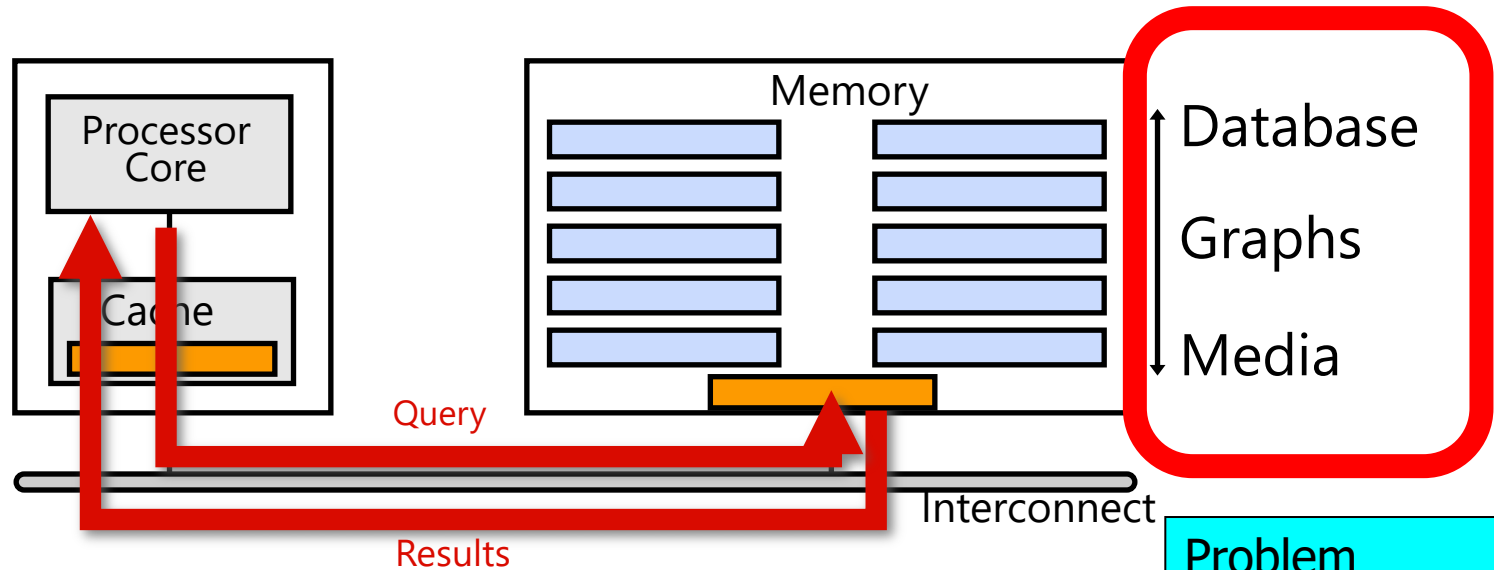 Processor
Core
Cache
Memory
Database
Graphs
Media
Query
Interconnect
Results
Problem